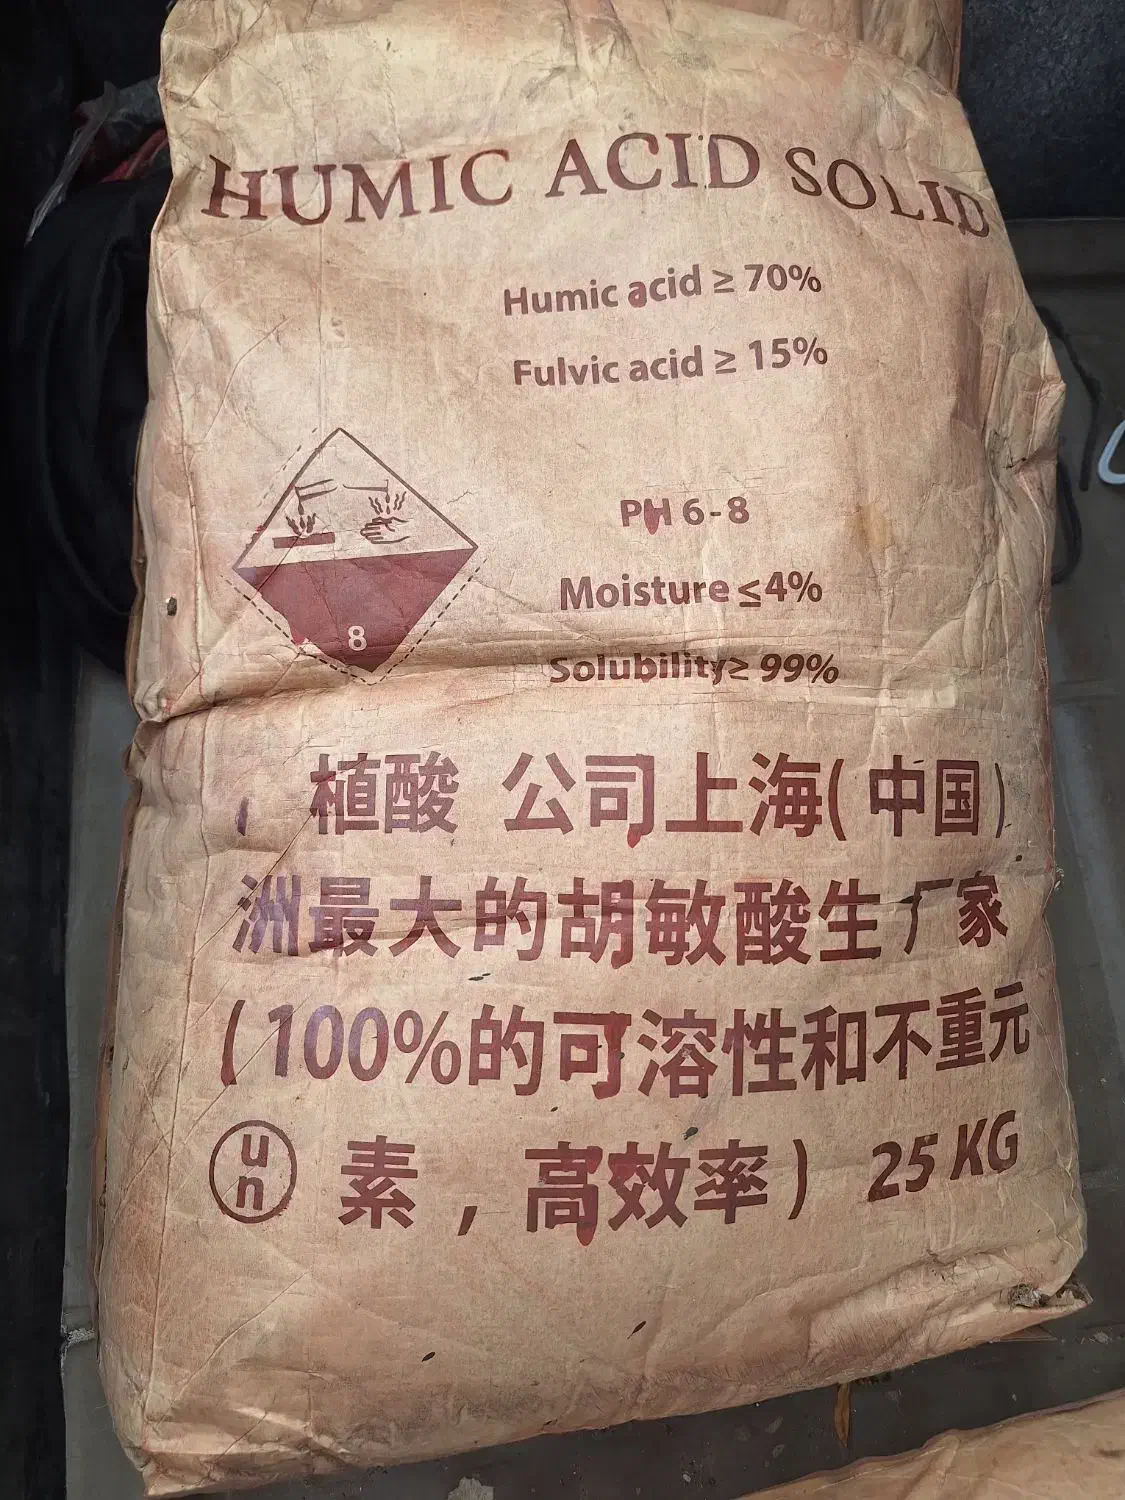 HUMIC ACID SOLID
Humic acid ≥ 70%
Fulvic acid ≥ 15%
PH 6-8
Moisture ≤4%
Solubility≥ 99%
8
( 植酸 公司上海(中国)
洲最大的胡敏酸生厂家
(100%的可溶性和不重元
un 素，高效率) 25 KG